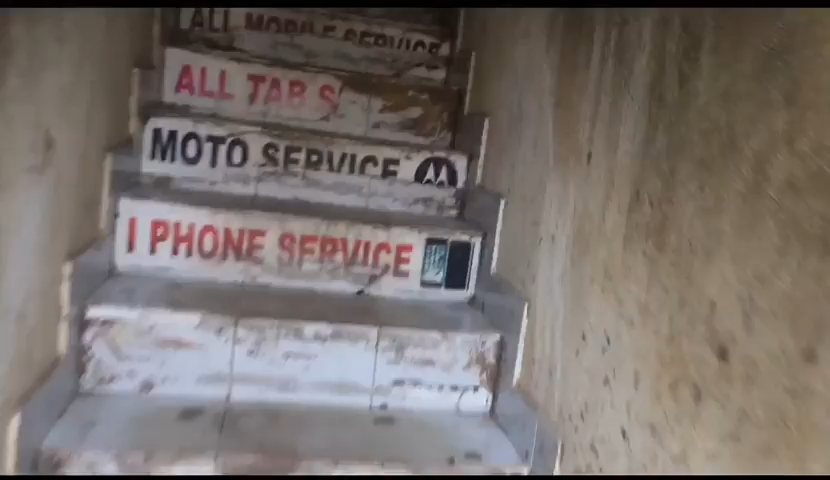 ALL MOBILE SERVICE
ALL TAB S
MOTO SERVICE
I PHONE SERVICE